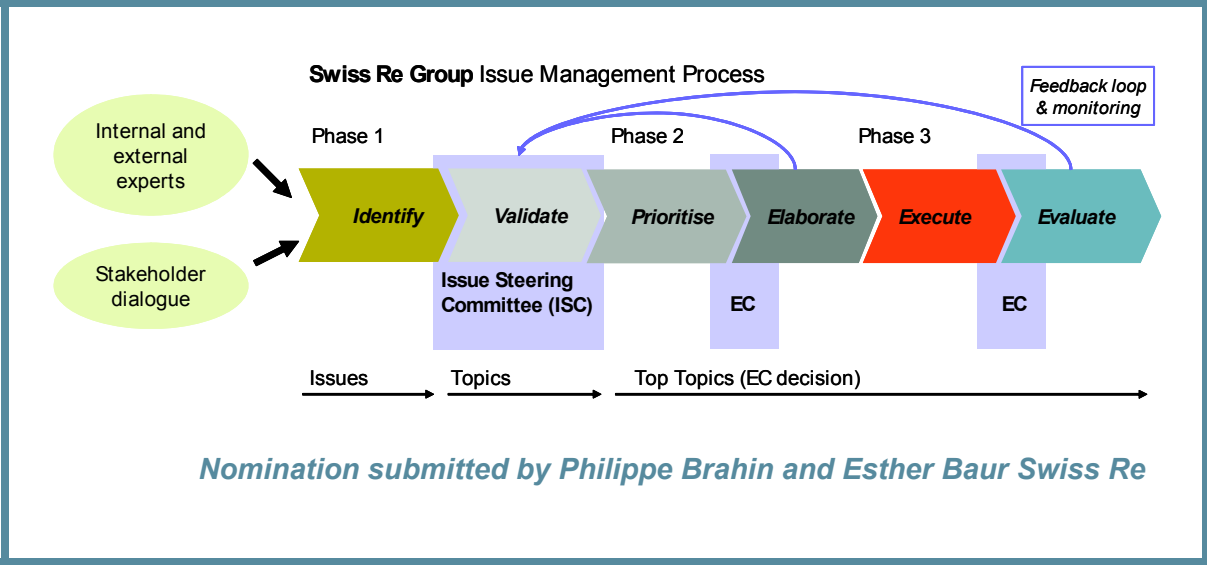 Swiss Re Group Issue Management Process
Feedback loop
& monitoring
Internal and
external
experts
Phase 1
Phase 2
Phase 3
Identify
Validate
Prioritise
Elaborate
Execute
Evaluate
Stakeholder
dialogue
Issue Steering
Committee (ISC)
EC
EC
Issues
Topics
Top Topics (EC decision)
Nomination submitted by Philippe Brahin and Esther Baur Swiss Re